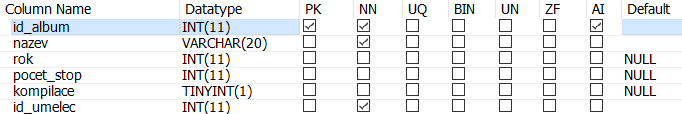 Column Name Datatype PK NN UQ BIN UN ZF AI Default
id_album INT(11)
nazev VARCHAR(20)
rok INT(11) NULL
pocet_stop INT(11) NULL
kompilace TINYINT(1) NULL
id_umelec INT(11)